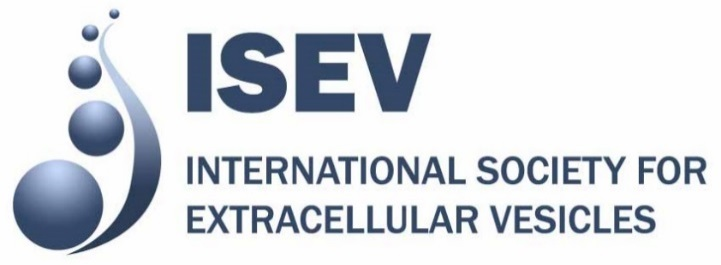 ISEV
INTERNATIONAL SOCIETY FOR
EXTRACELLULAR VESICLES